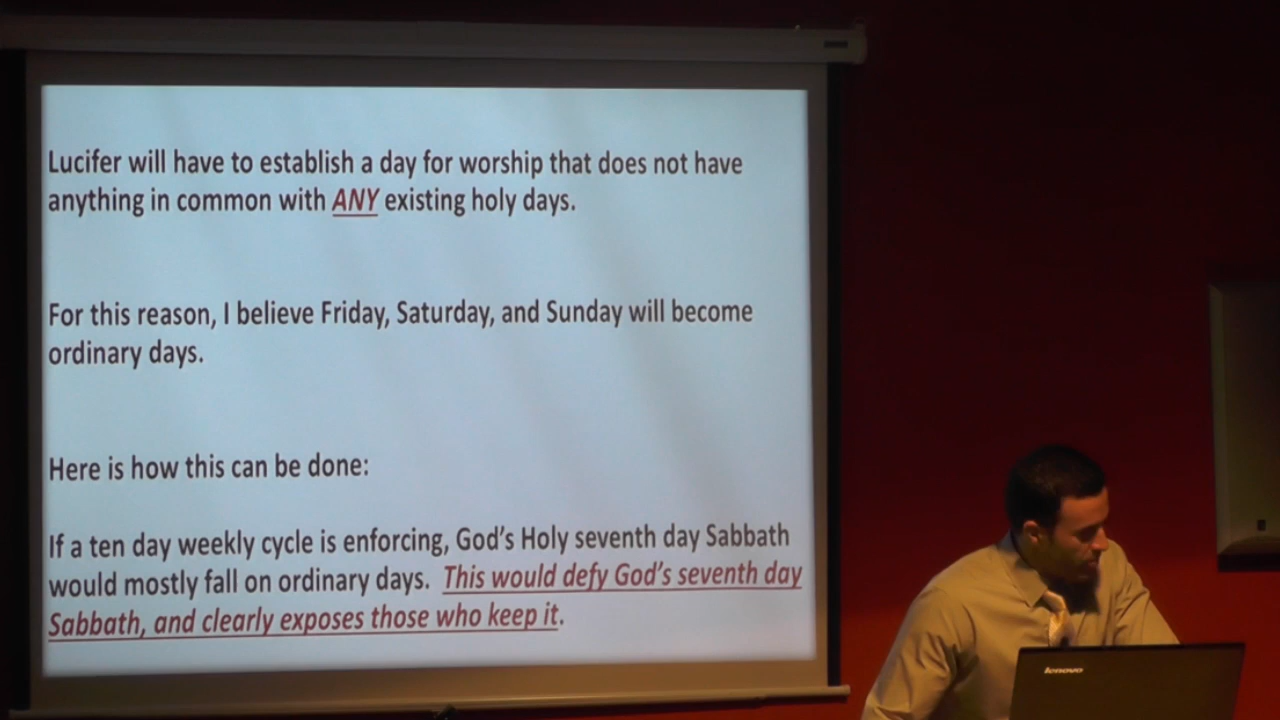 Lucifer will have to establish a day for worship that does not have
anything in common with ANY existing holy days.
For this reason, I believe Friday, Saturday, and Sunday will become
ordinary days.
Here is how this can be done:
If a ten day weekly cycle is enforcing, God's Holy seventh day Sabbath
would mostly fall on ordinary days. This would defy God's seventh day
Sabbath, and clearly exposes those who keep it.
lenovo